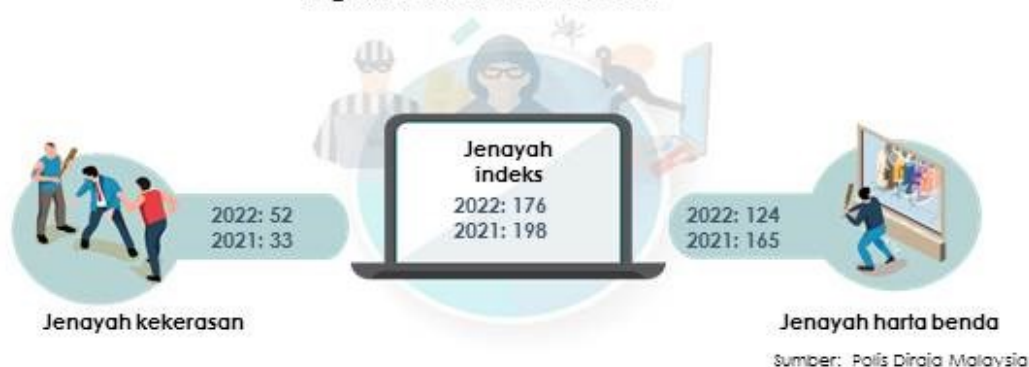 Jenayah
indeks
2022: 176
2021: 198
2022: 52
2021: 33
Jenayah kekerasan
2022: 124
2021: 165
Jenayah harta benda
Sumber: Polis Diraja Malaysia